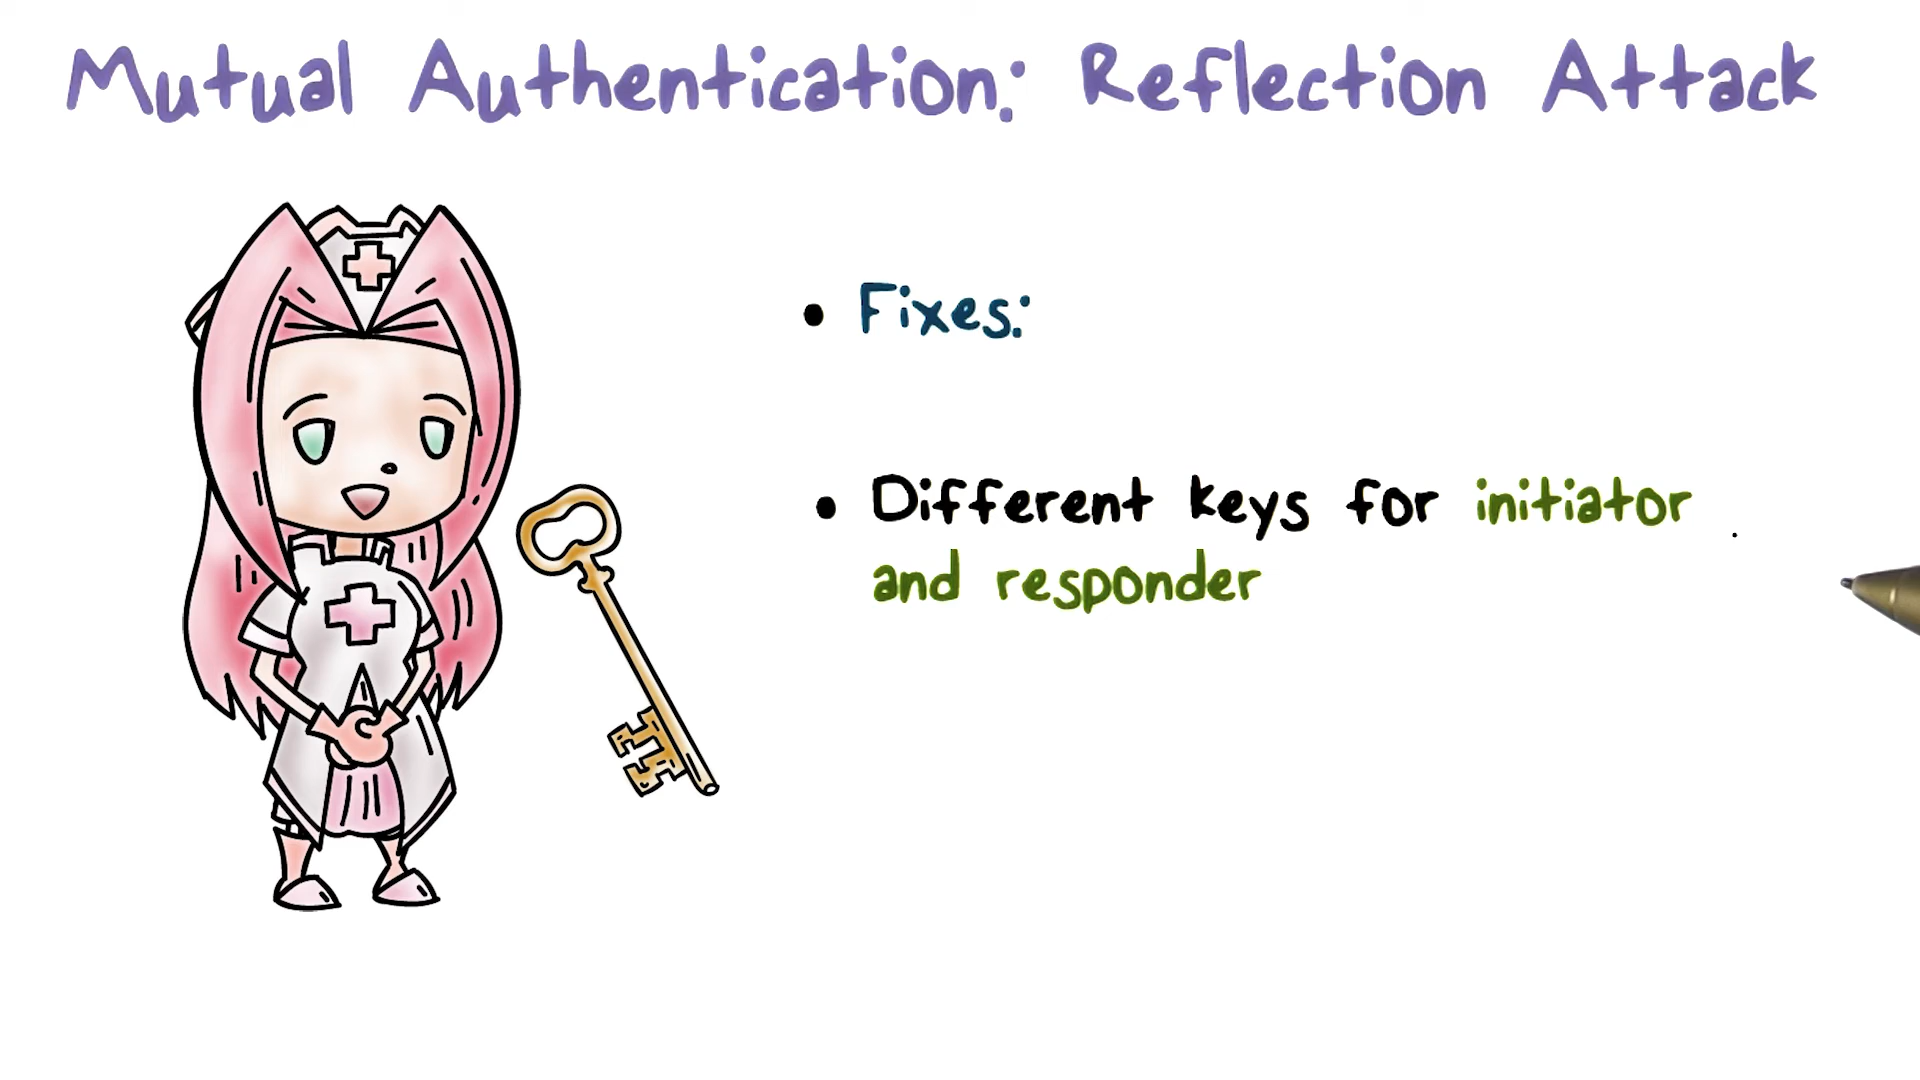 Mutual Authentication: Reflection Attack
• Fixes:
• Different keys for initiator
and responder